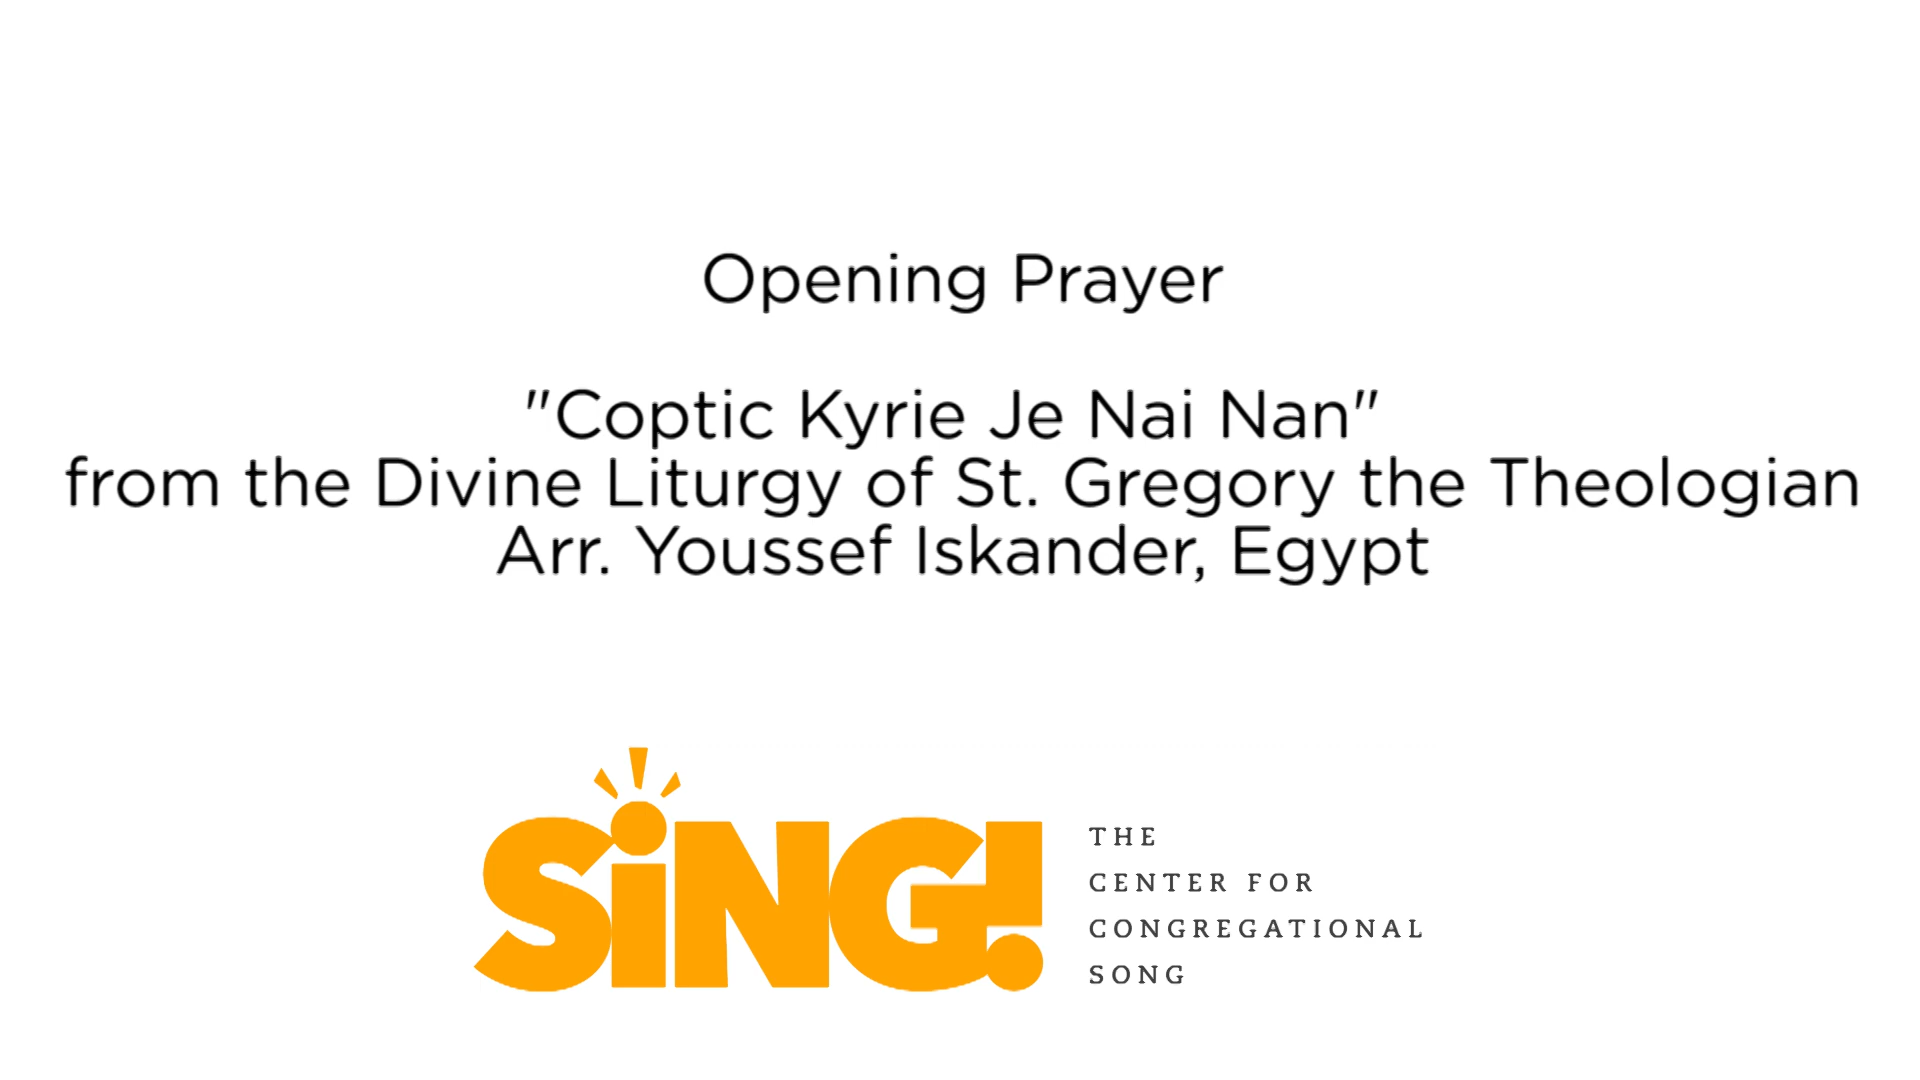 Opening Prayer
"Coptic Kyrie Je Nai Nan"
from the Divine Liturgy of St. Gregory the Theologian
Arr. Youssef Iskander, Egypt
SiNG!
THE
CENTER FOR
CONGREGATIONAL
SONG